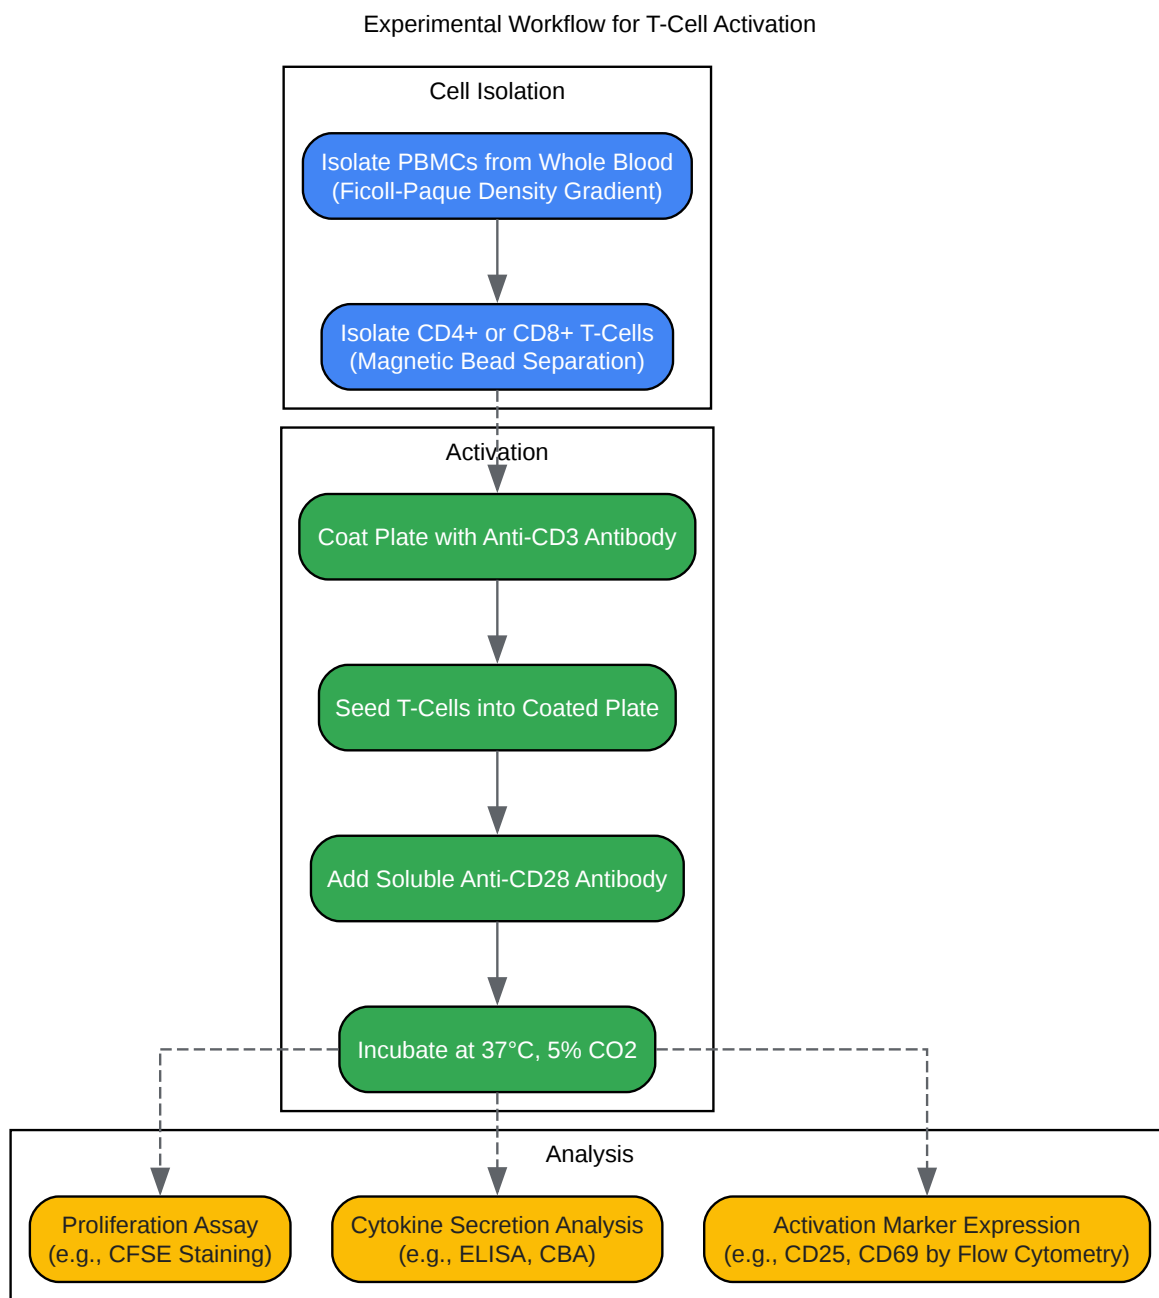 Experimental Workflow for T-Cell Activation
Cell Isolation
Isolate PBMCs from Whole Blood
(Ficoll-Paque Density Gradient)
Isolate CD4+ or CD8+ T-Cells
(Magnetic Bead Separation)
Activation
Coat Plate with Anti-CD3 Antibody
Seed T-Cells into Coated Plate
Add Soluble Anti-CD28 Antibody
Incubate at 37°C, 5% CO2
Analysis
Proliferation Assay
(e.g., CFSE Staining)
Cytokine Secretion Analysis
(e.g., ELISA, CBA)
Activation Marker Expression
(e.g., CD25, CD69 by Flow Cytometry)